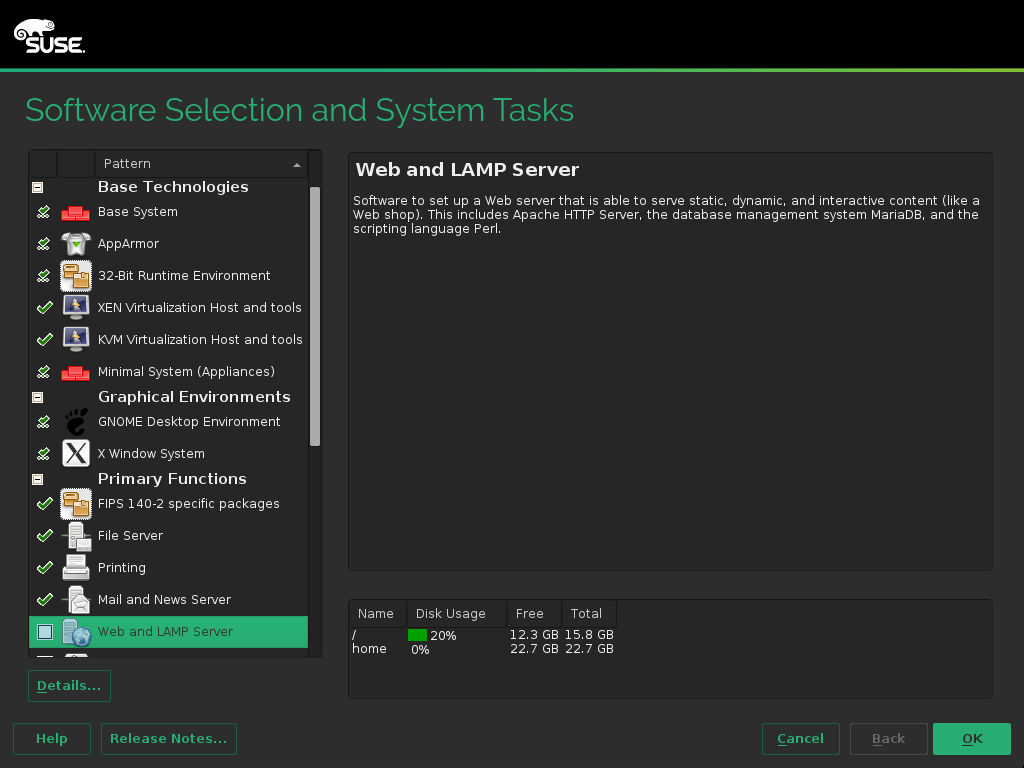 SUSE.
Software Selection and System Tasks
Pattern
Base Technologies
Base System
AppArmor
32-Bit Runtime Environment
XEN Virtualization Host and tools
KVM Virtualization Host and tools
Minimal System (Appliances)
Graphical Environments
GNOME Desktop Environment
X Window System
Primary Functions
FIPS 140-2 specific packages
File Server
Printing
Mail and News Server
Web and LAMP Server
Details...
Web and LAMP Server
Software to set up a Web server that is able to serve static, dynamic, and interactive content (like a
Web shop). This includes Apache HTTP Server, the database management system MariaDB, and the
scripting language Perl.
Name Disk Usage Free Total
/ 20% 12.3 GB 15.8 GB
home 0% 22.7 GB 22.7 GB
Help Release Notes... Cancel Back OK